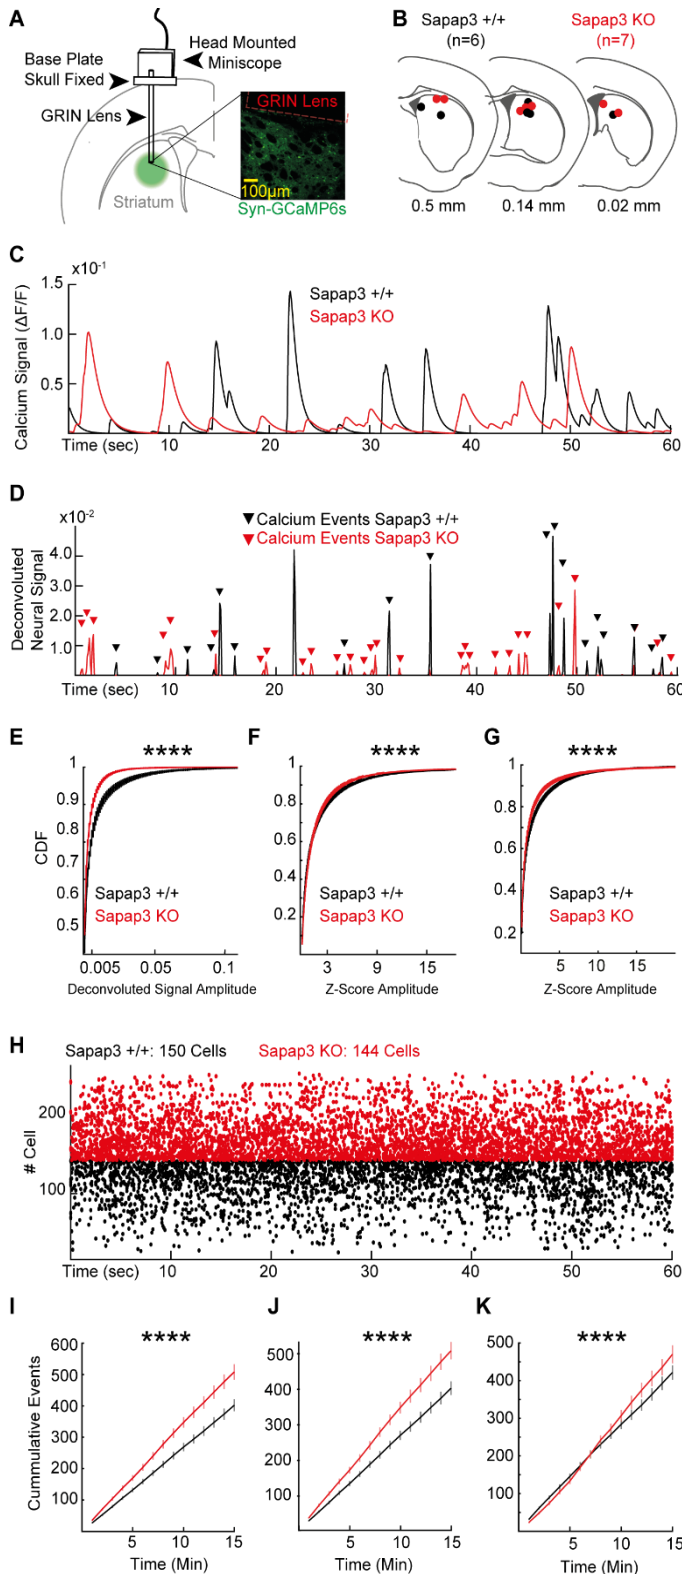 A
Head Mounted
Miniscope
Base Plate
Skull Fixed
GRIN Lens
GRIN Lens
100µm
Striatum
Syn-GCaMP6s
B
Sapap3 +/+
(n=6)
Sapap3 KO
(n=7)
0.5 mm
0.14 mm
0.02 mm
C
x10-1
Calcium Signal (ΔF/F)
1.5
1.0
0.5
Sapap3 +/+
Sapap3 KO
Time (sec)
10
20
30
40
50
60
D
x10-2
Deconvoluted
Neural Signal
4.0
3.0
2.0
1.0
Calcium Events Sapap3 +/+
Calcium Events Sapap3 KO
Time (sec)
10
20
30
40
50
60
E
****
CDF
1
0.9
0.8
0.7
0.6
0.5
Sapap3 +/+
Sapap3 KO
0.005
0.05
0.1
Deconvoluted Signal Amplitude
F
****
1
0.8
0.6
0.4
0.2
Sapap3 +/+
Sapap3 KO
3
9
15
Z-Score Amplitude
G
****
1
0.8
0.6
0.4
0.2
Sapap3 +/+
Sapap3 KO
5
10
15
Z-Score Amplitude
H
Sapap3 +/+: 150 Cells
Sapap3 KO: 144 Cells
# Cell
200
100
Time (sec)
10
20
30
40
50
60
I
****
Cummulative Events
600
500
400
300
200
100
5
10
15
Time (Min)
J
****
500
400
300
200
100
5
10
15
Time (Min)
K
****
500
400
300
200
100
5
10
15
Time (Min)